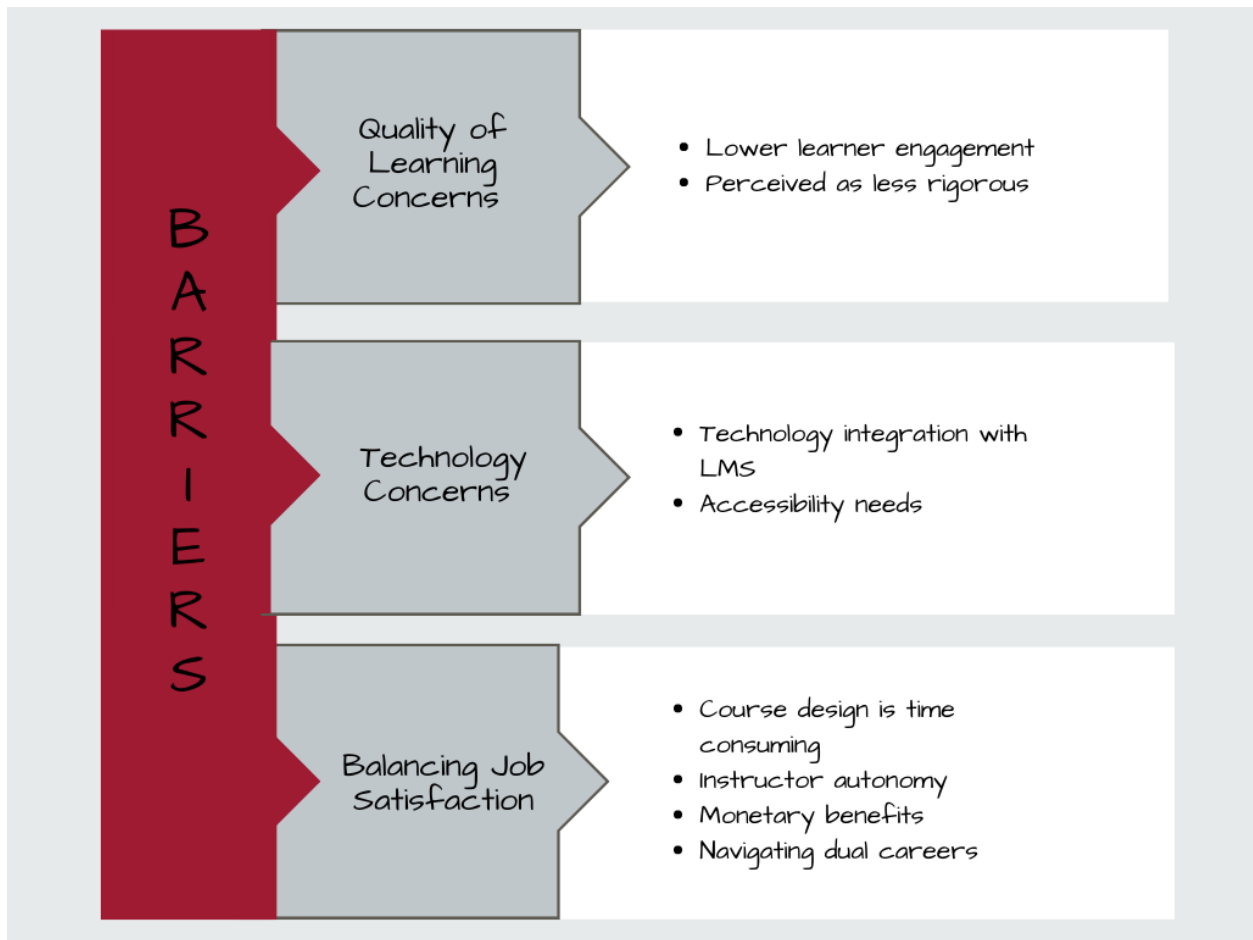 BARRIERS
Quality of
Learning
Concerns
• Lower learner engagement
• Perceived as less rigorous
Technology
Concerns
• Technology integration with
LMS
• Accessibility needs
Balancing Job
Satisfaction
• Course design is time
consuming
• Instructor autonomy
• Monetary benefits
• Navigating dual careers